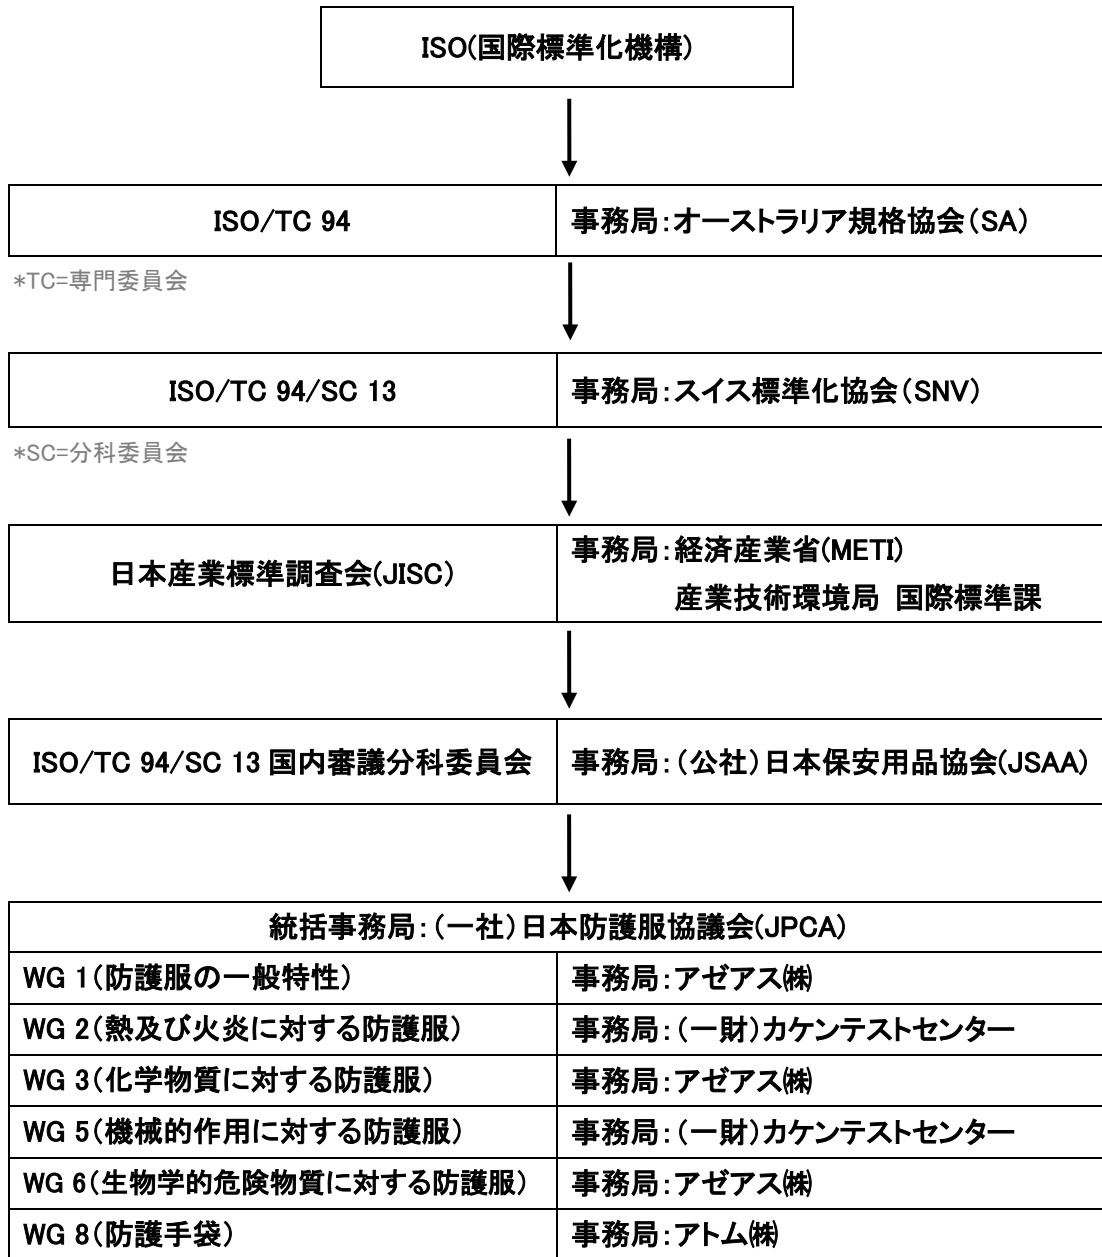 ISO(国際標準化機構)
ISO/TC 94
事務局：オーストラリア規格協会（SA）
*TC=専門委員会
ISO/TC 94/SC 13
事務局：スイス標準化協会（SNV）
*SC=分科委員会
日本産業標準調査会(JISC)
事務局：経済産業省(METI)
産業技術環境局 国際標準課
ISO/TC 94/SC 13 国内審議分科委員会
事務局：（公社）日本保安用品協会(JSAA)
統括事務局：（一社）日本防護服協議会(JPCA)
WG 1（防護服の一般特性）
事務局：アゼアス㈱
WG 2（熱及び火炎に対する防護服）
事務局：（一財）カケンテストセンター
WG 3（化学物質に対する防護服）
事務局：アゼアス㈱
WG 5（機械的作用に対する防護服）
事務局：（一財）カケンテストセンター
WG 6（生物学的危険物質に対する防護服）
事務局：アゼアス㈱
WG 8（防護手袋）
事務局：アトム㈱